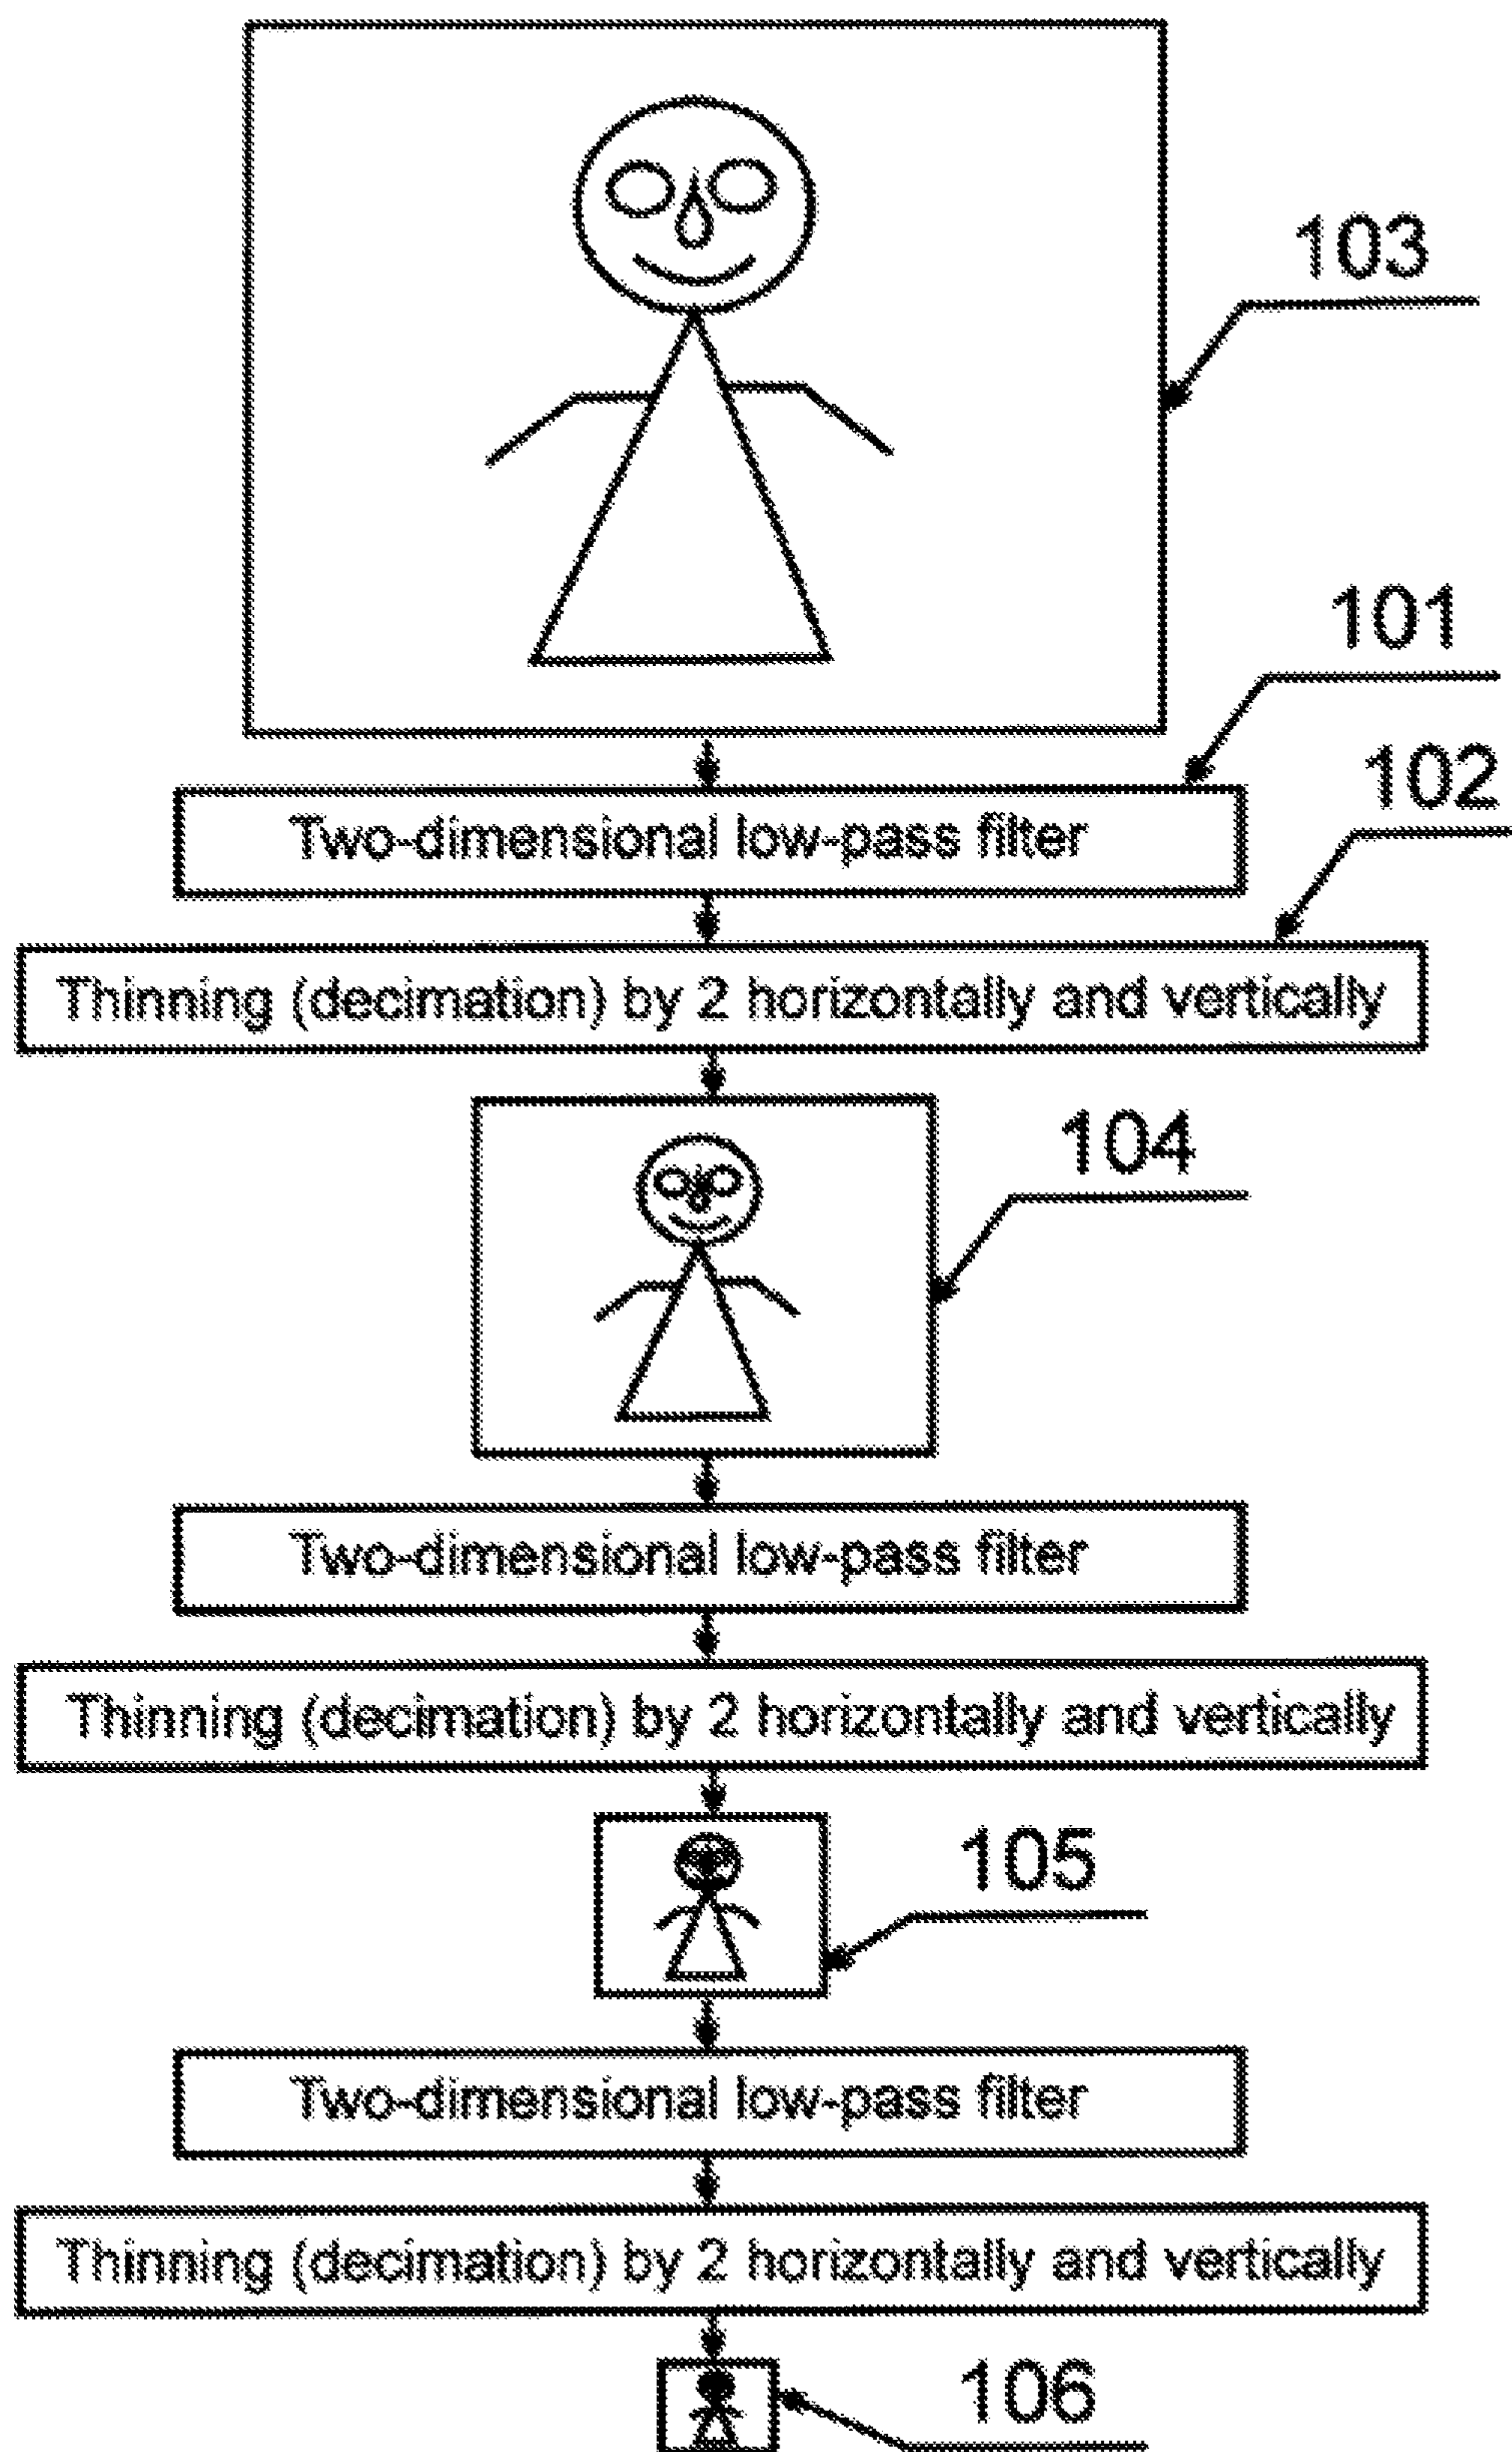 103
101
102
Two-dimensional low-pass filter
Thinning (decimation) by 2 horizontally and vertically
104
Two-dimensional low-pass filter
Thinning (decimation) by 2 horizontally and vertically
105
Two-dimensional low-pass filter
Thinning (decimation) by 2 horizontally and vertically
106